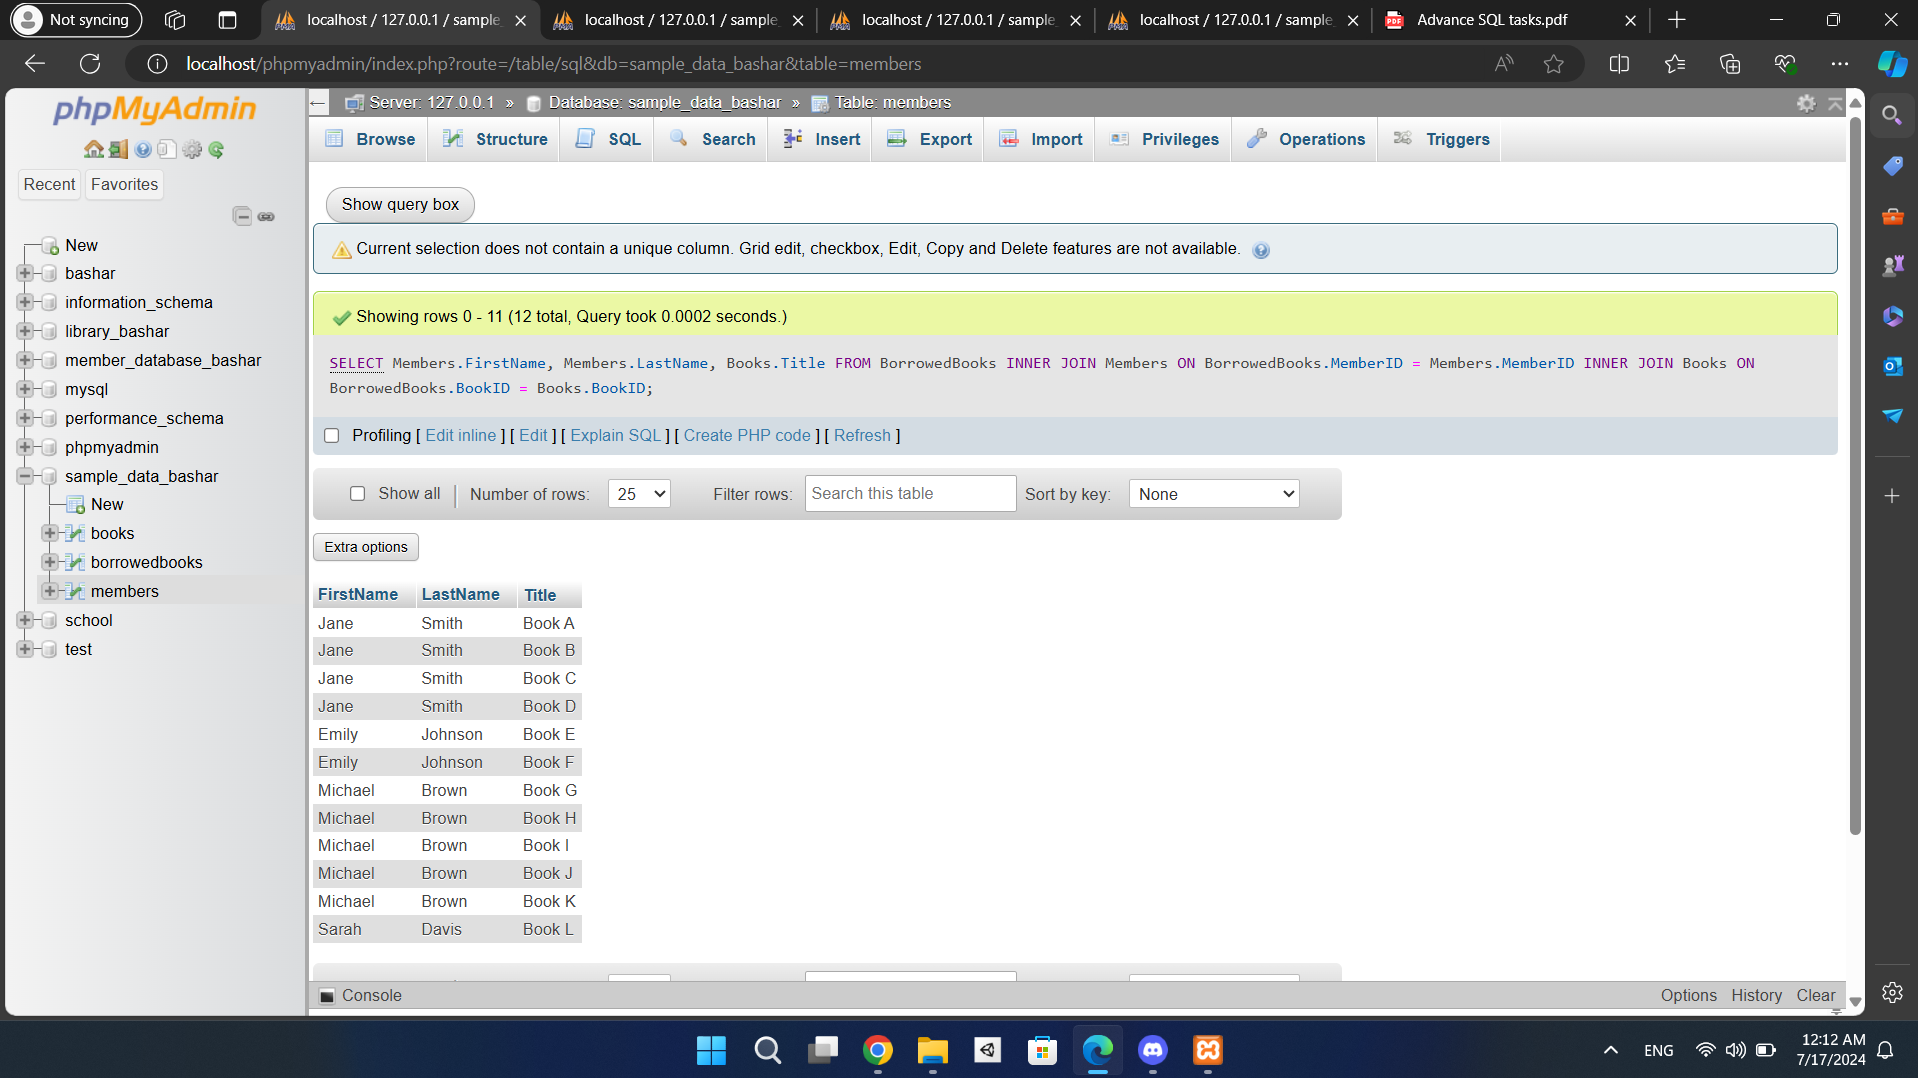 Not syncing
localhost / 127.0.0.1 / sample_
localhost / 127.0.0.1 / sample_
localhost / 127.0.0.1 / sample_
localhost / 127.0.0.1 / sample_
PDF
Advance SQL tasks.pdf
localhost/phpmyadmin/index.php?route=/table/sql&db=sample_data_bashar&table=members
phpMyAdmin
Recent
Favorites
New
bashar
information_schema
library_bashar
member_database_bashar
mysql
performance_schema
phpmyadmin
sample_data_bashar
New
books
borrowedbooks
members
school
test
Server: 127.0.0.1 » Database: sample_data_bashar » Table: members
Browse Structure SQL Search Insert Export Import Privileges Operations Triggers
Show query box
Current selection does not contain a unique column. Grid edit, checkbox, Edit, Copy and Delete features are not available.
Showing rows 0 - 11 (12 total, Query took 0.0002 seconds.)
SELECT Members.FirstName, Members.LastName, Books.Title FROM BorrowedBooks INNER JOIN Members ON BorrowedBooks.MemberID = Members.MemberID INNER JOIN Books ON
BorrowedBooks.BookID = Books.BookID;
Profiling [ Edit inline ] [ Edit ] [ Explain SQL ] [ Create PHP code ] [ Refresh ]
Show all | Number of rows: 25 Filter rows: Search this table Sort by key: None
Extra options
FirstName LastName Title
Jane Smith Book A
Jane Smith Book B
Jane Smith Book C
Jane Smith Book D
Emily Johnson Book E
Emily Johnson Book F
Michael Brown Book G
Michael Brown Book H
Michael Brown Book I
Michael Brown Book J
Michael Brown Book K
Sarah Davis Book L
Console
Options History Clear
ENG
12:12 AM
7/17/2024